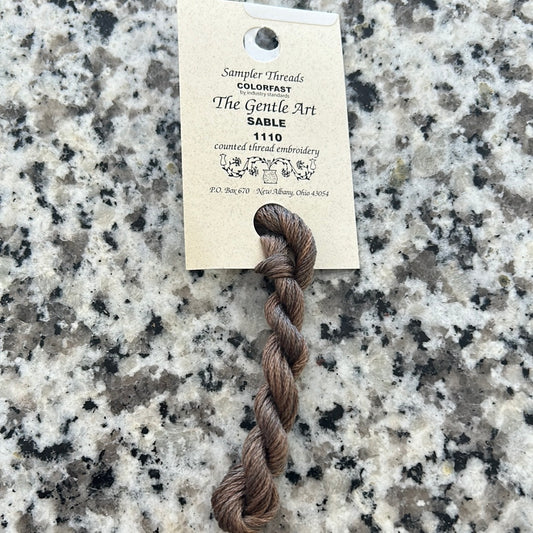 Sampler Threads
COLORFAST
by industry standards
The Gentle Art
SABLE
1110
counted thread embroidery
P.O. Box 670 New Albany, Ohio 43054